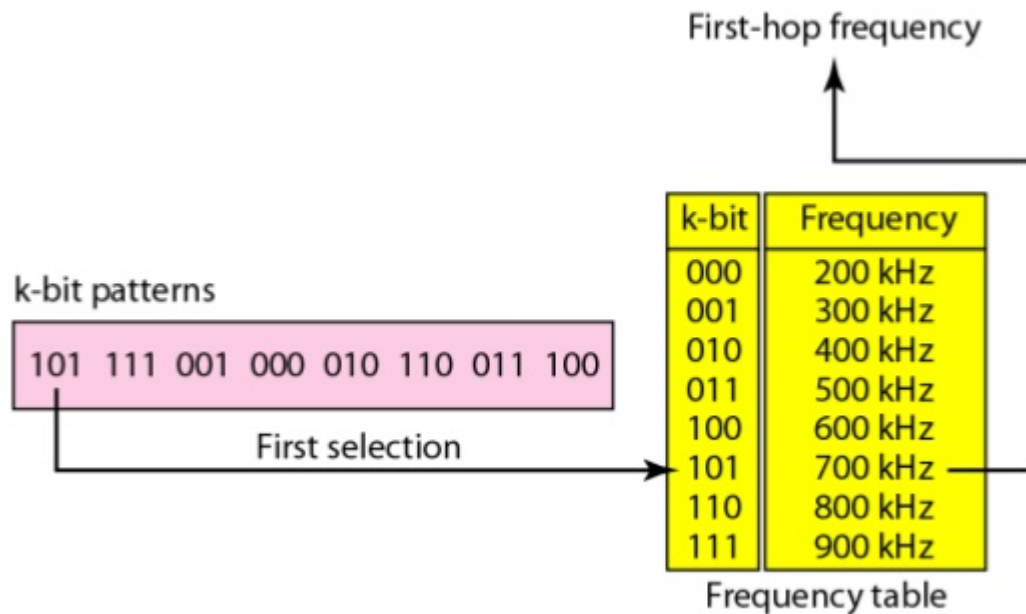 First-hop frequency
k-bit patterns
101 111 001 000 010 110 011 100
First selection
k-bit Frequency
000 200 kHz
001 300 kHz
010 400 kHz
011 500 kHz
100 600 kHz
101 700 kHz
110 800 kHz
111 900 kHz
Frequency table